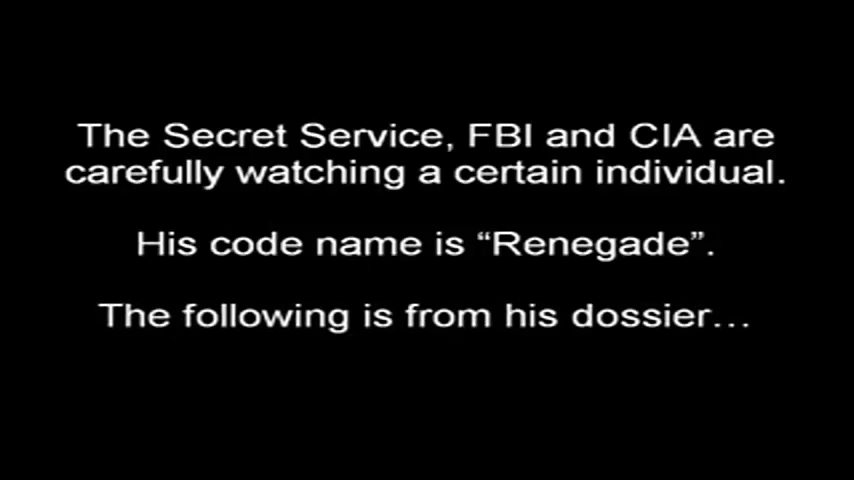 The Secret Service, FBI and CIA are
carefully watching a certain individual.
His code name is “Renegade”.
The following is from his dossier…